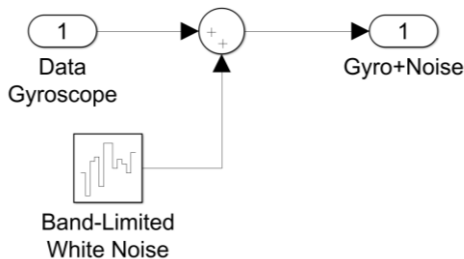 1
Data
Gyroscope
+
+
1
Gyro+Noise
Band-Limited
White Noise